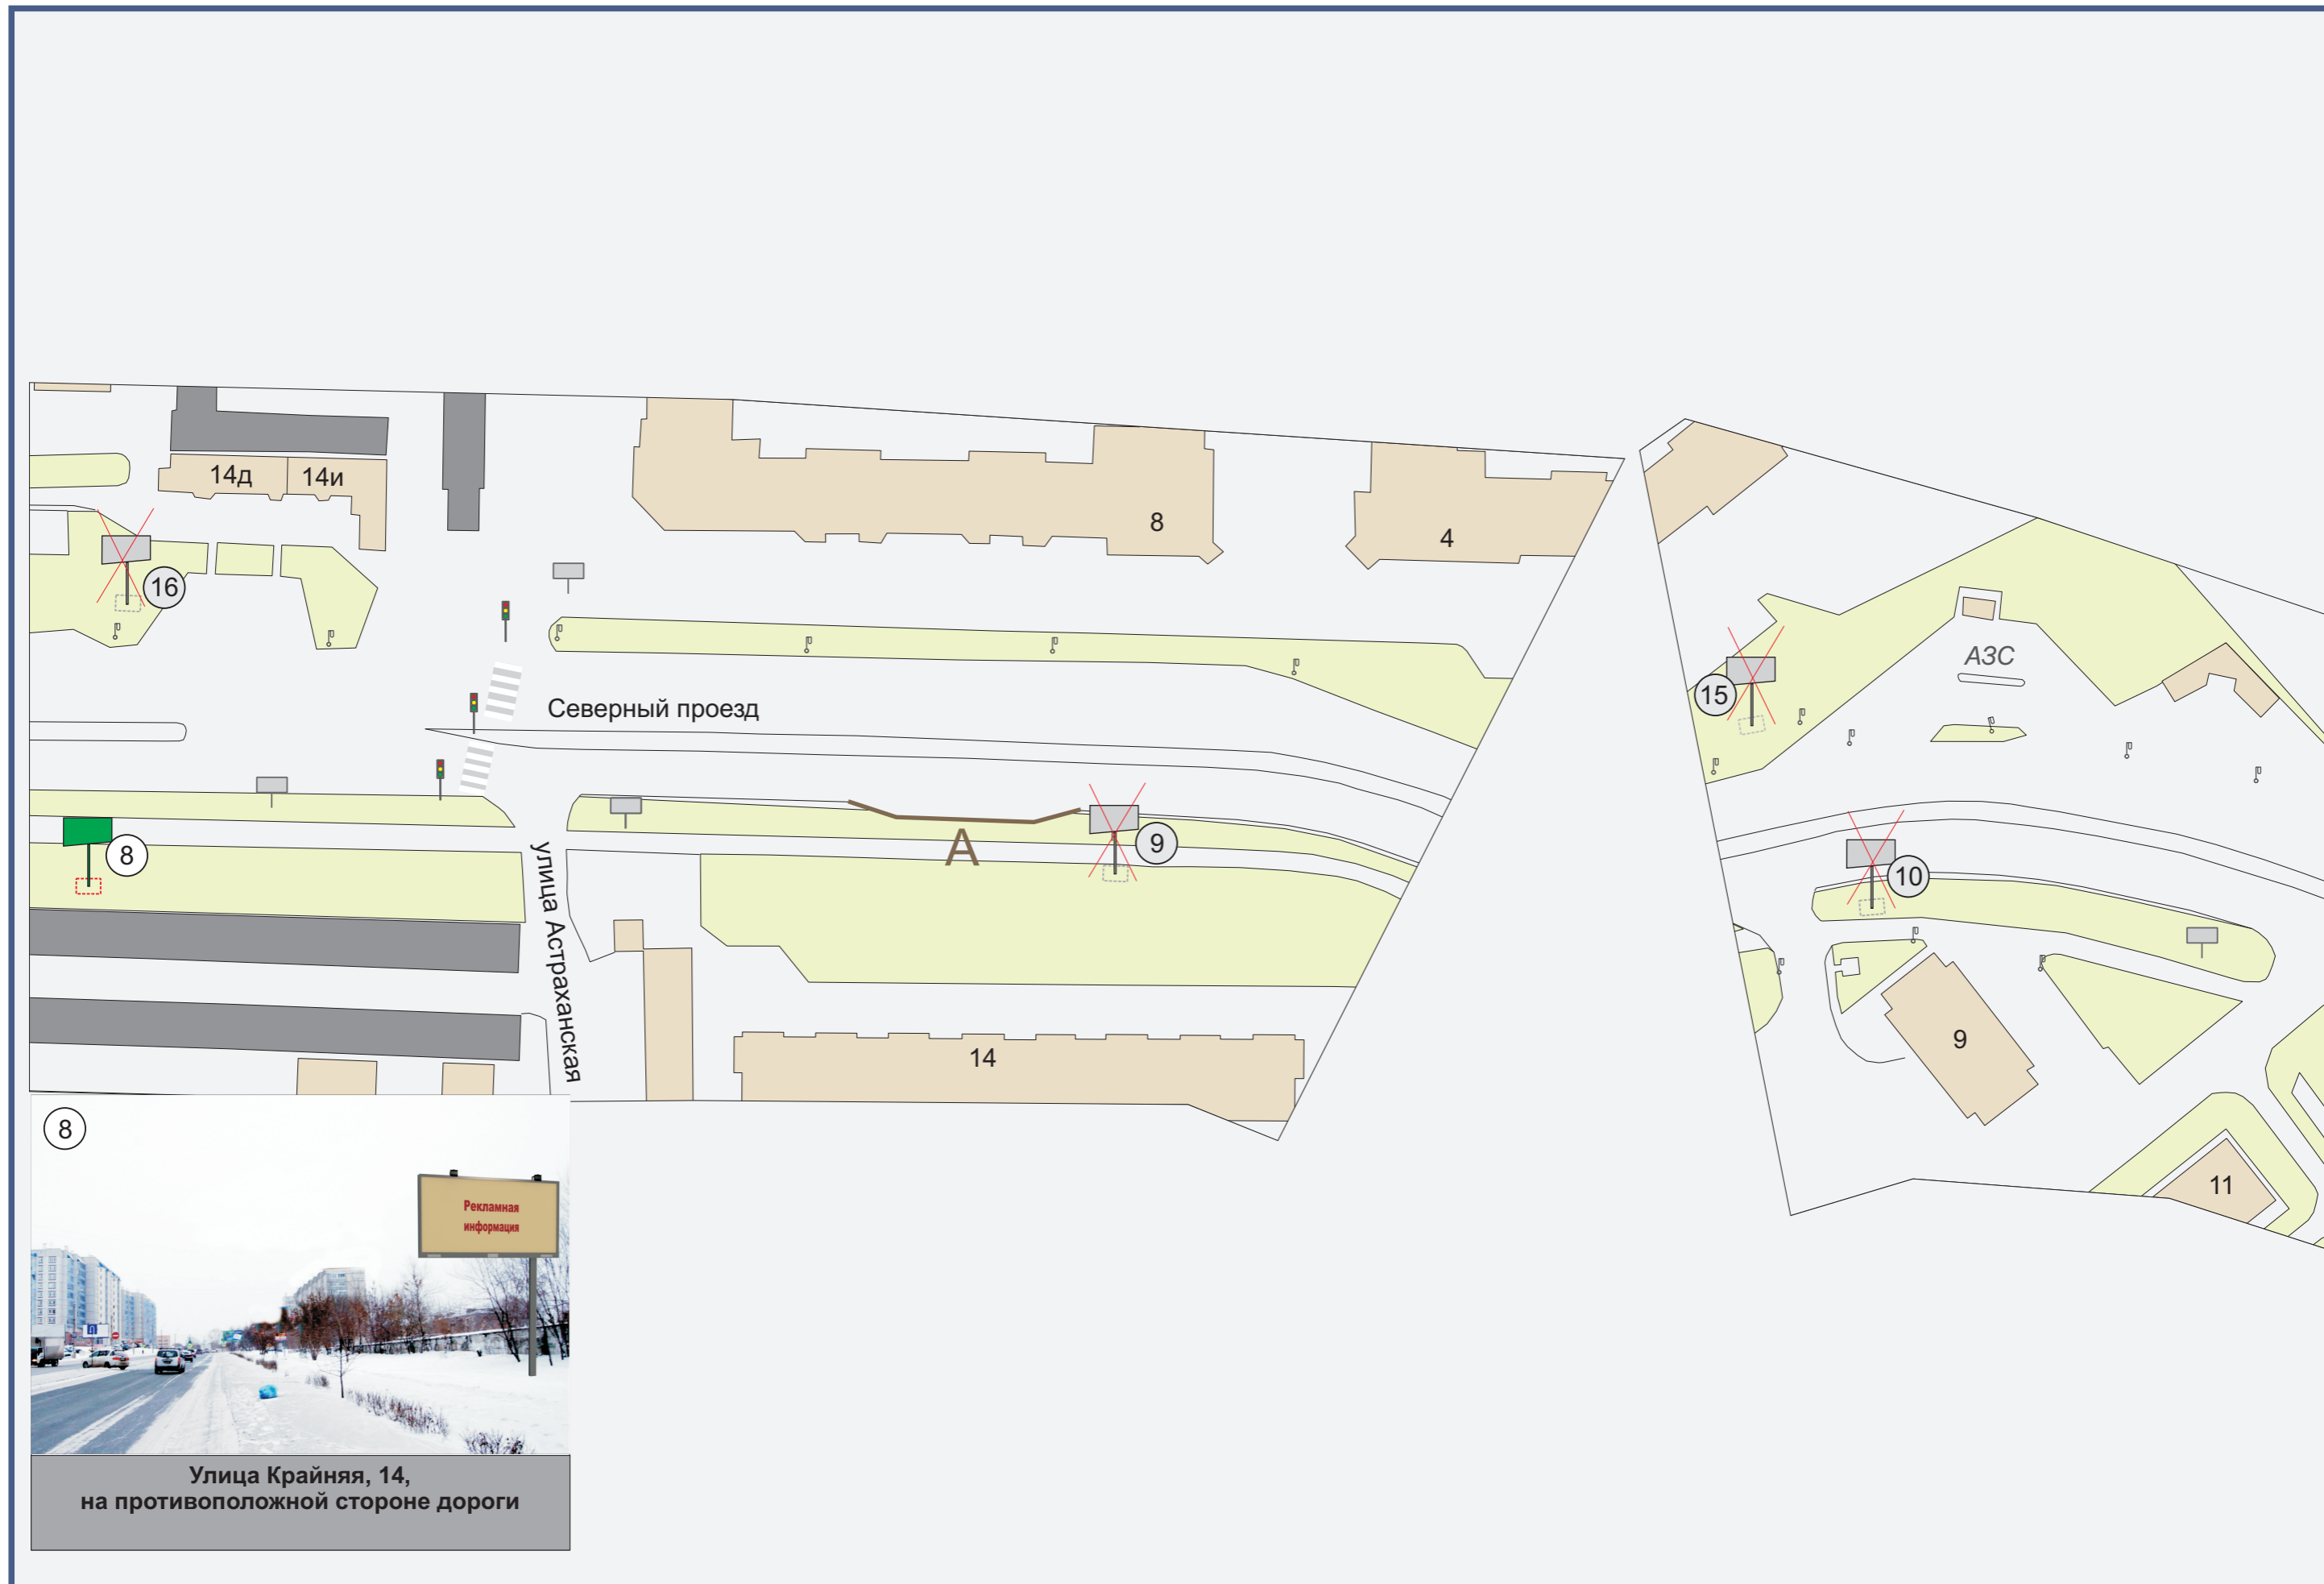 14д
14и
8
4
16
АЗС
15
Северный проезд
8
А
9
10
улица Астраханская
14
9
11
8
Рекламная
информация
Улица Крайняя, 14,
на противоположной стороне дороги